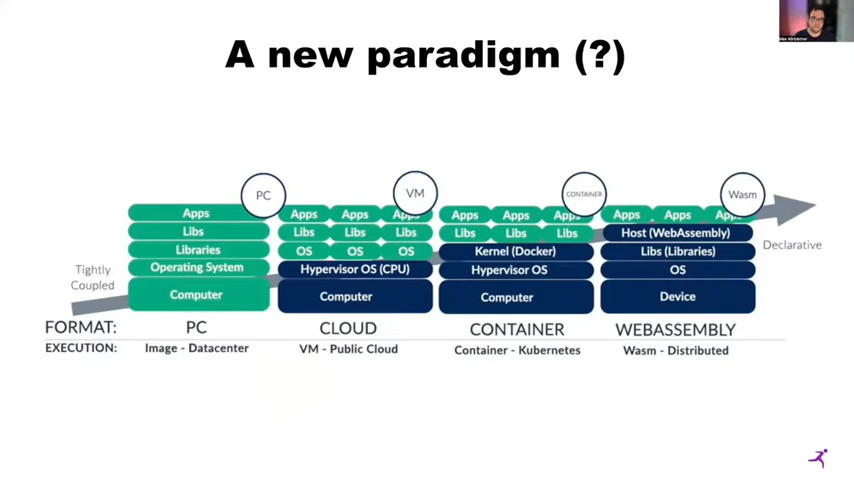 A new paradigm (?)
Max Körbächer
PC
VM
CONTAINER
Wasm
Apps
Libs
Libraries
Operating System
Computer
Apps Apps Apps
Libs Libs Libs
OS OS OS
Hypervisor OS (CPU)
Computer
Apps Apps Apps
Libs Libs Libs
Kernel (Docker)
Hypervisor OS
Computer
Apps Apps Apps
Host (WebAssembly)
Libs (Libraries)
OS
Device
Tightly
Coupled
Declarative
FORMAT: PC CLOUD CONTAINER WEBASSEMBLY
EXECUTION: Image - Datacenter VM - Public Cloud Container - Kubernetes Wasm - Distributed